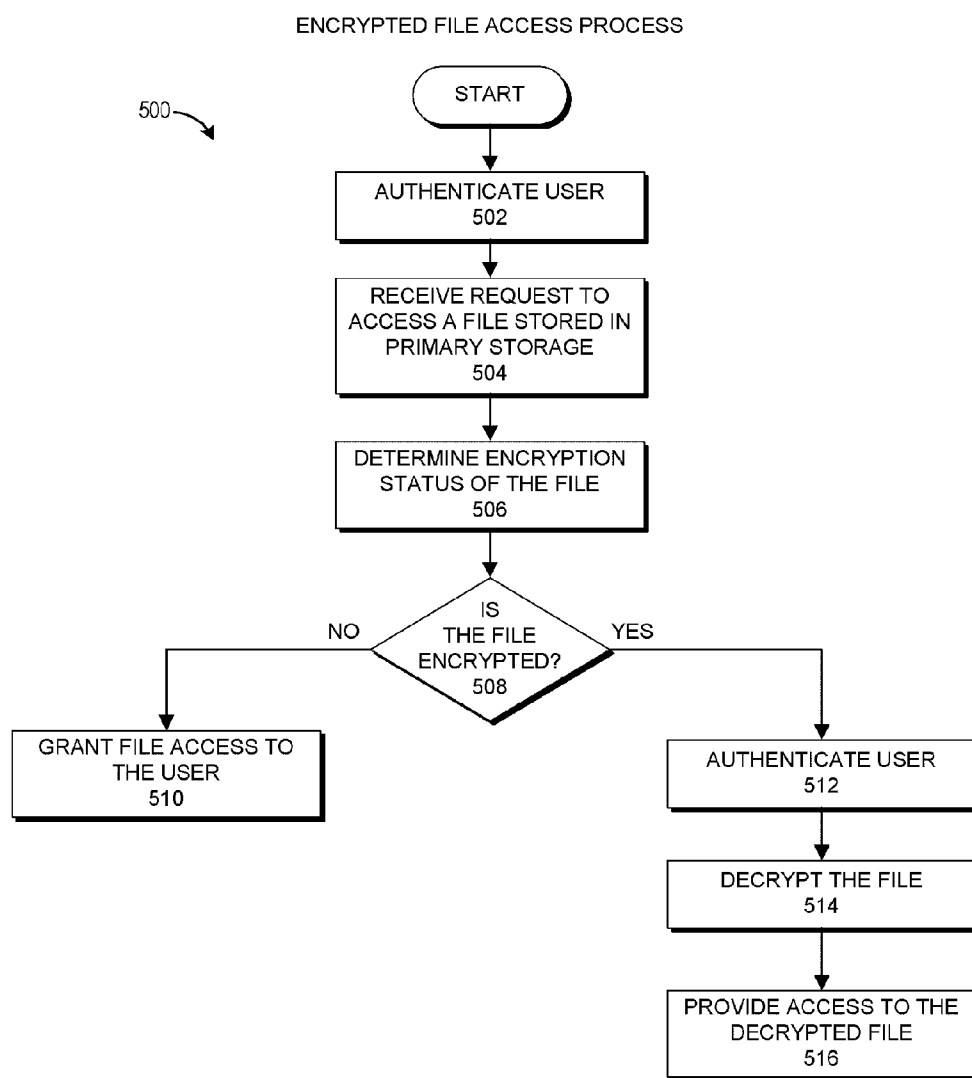 ENCRYPTED FILE ACCESS PROCESS
START
500
AUTHENTICATE USER
502
RECEIVE REQUEST TO
ACCESS A FILE STORED IN
PRIMARY STORAGE
504
DETERMINE ENCRYPTION
STATUS OF THE FILE
506
IS
THE FILE
ENCRYPTED?
508
NO
YES
GRANT FILE ACCESS TO
THE USER
510
AUTHENTICATE USER
512
DECRYPT THE FILE
514
PROVIDE ACCESS TO THE
DECRYPTED FILE
516